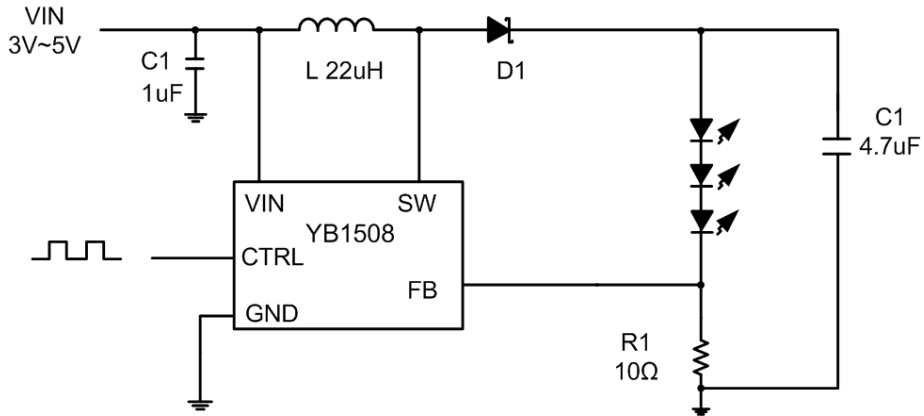 VIN
3V~5V
C1
1uF
L 22uH
D1
C1
4.7uF
VIN
SW
YB1508
CTRL
FB
GND
R1
10Ω